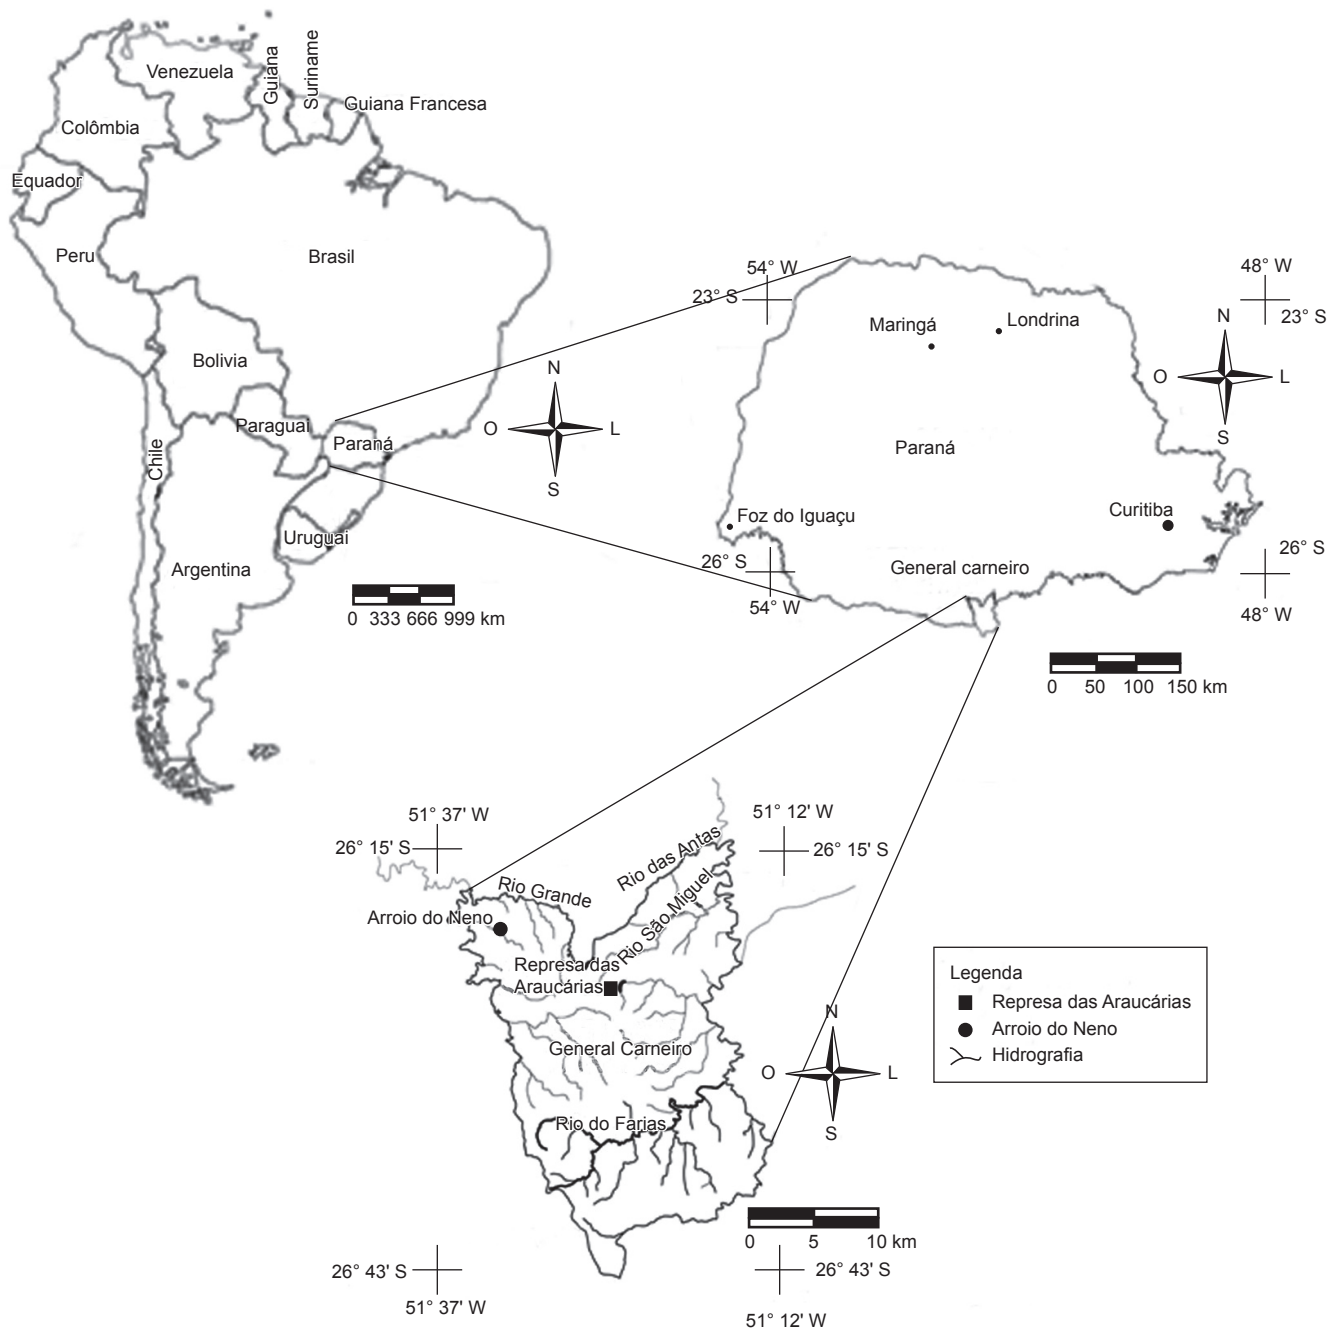 Venezuela
Guiana
Suriname
Guiana Francesa
Colômbia
Equador
Peru
Brasil
Bolivia
Paraguai
Paraná
Chile
Uruguai
Argentina
N
O
L
S
0 333 666 999 km
54° W
23° S
48° W
23° S
Maringá
Londrina
N
O
L
S
Paraná
Foz do Iguaçu
Curitiba
26° S
54° W
General carneiro
26° S
48° W
0 50 100 150 km
51° 37' W
26° 15' S
51° 12' W
26° 15' S
Rio das Antas
Rio Grande
Rio São Miguel
Arroio do Neno
Represa das
Araucárias
General Carneiro
Rio do Farias
N
O
L
S
Legenda
Represa das Araucárias
Arroio do Neno
Hidrografia
0 5 10 km
26° 43' S
51° 37' W
26° 43' S
51° 12' W